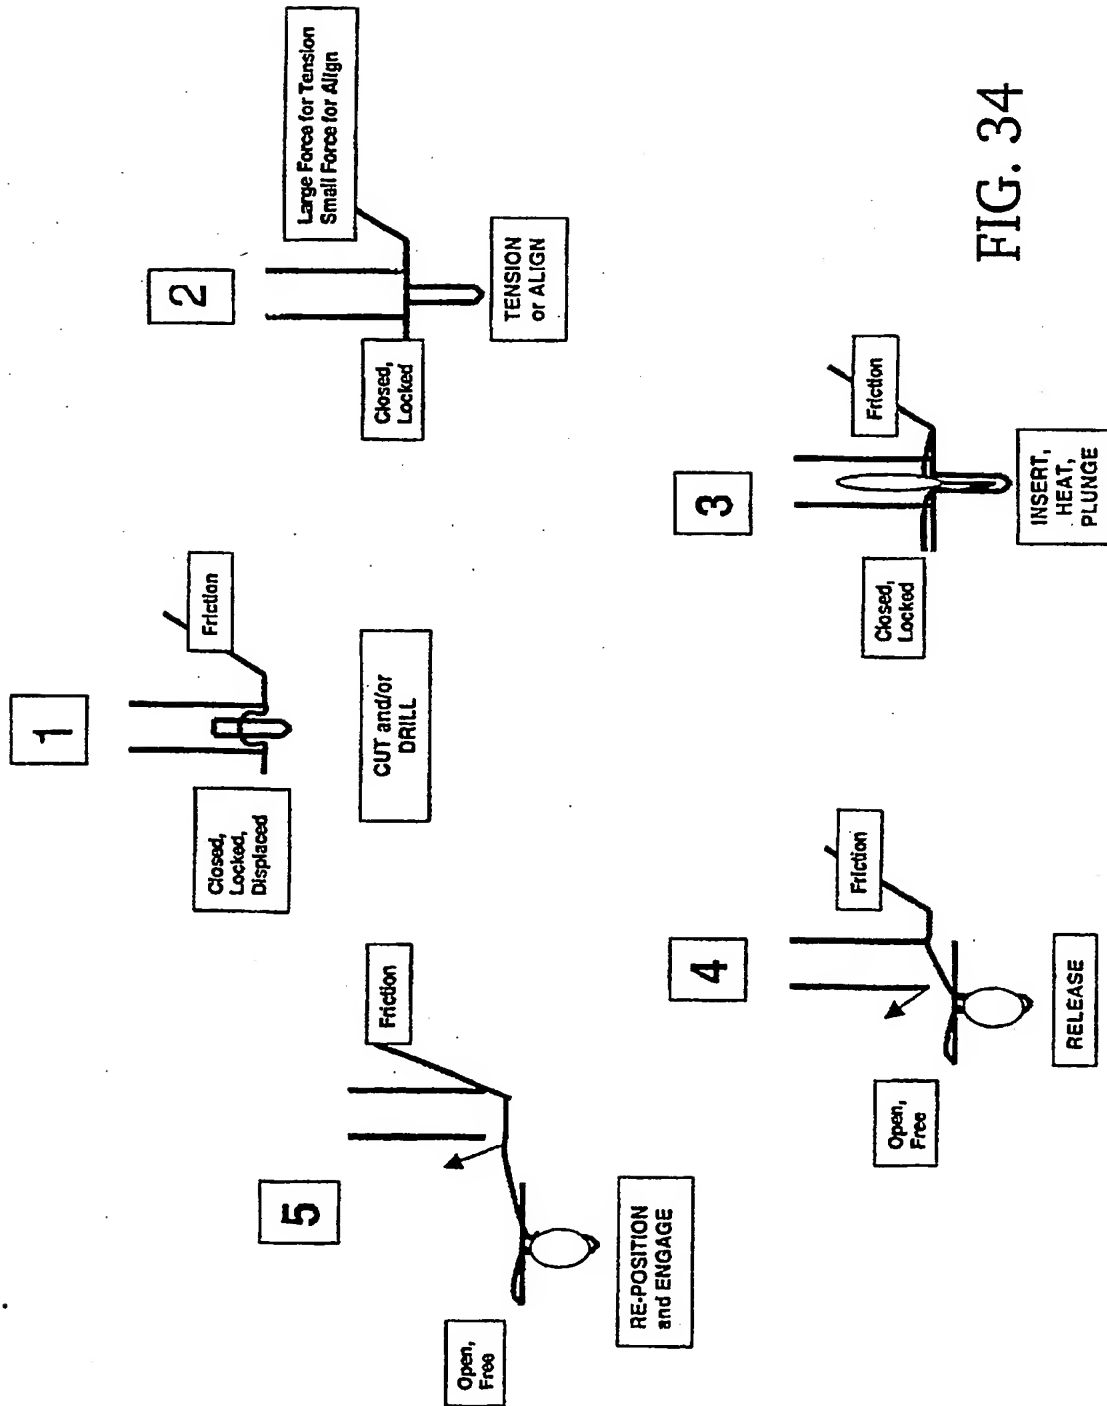 1
Friction
Closed,
Locked,
Displaced
CUT and/or
DRILL
2
Large Force for Tension
Small Force for Align
Closed,
Locked
TENSION
or ALIGN
3
Friction
Closed,
Locked
INSERT,
HEAT,
PLUNGE
4
Friction
Open,
Free
RELEASE
5
Friction
Open,
Free
RE-POSITION
and ENGAGE
FIG. 34